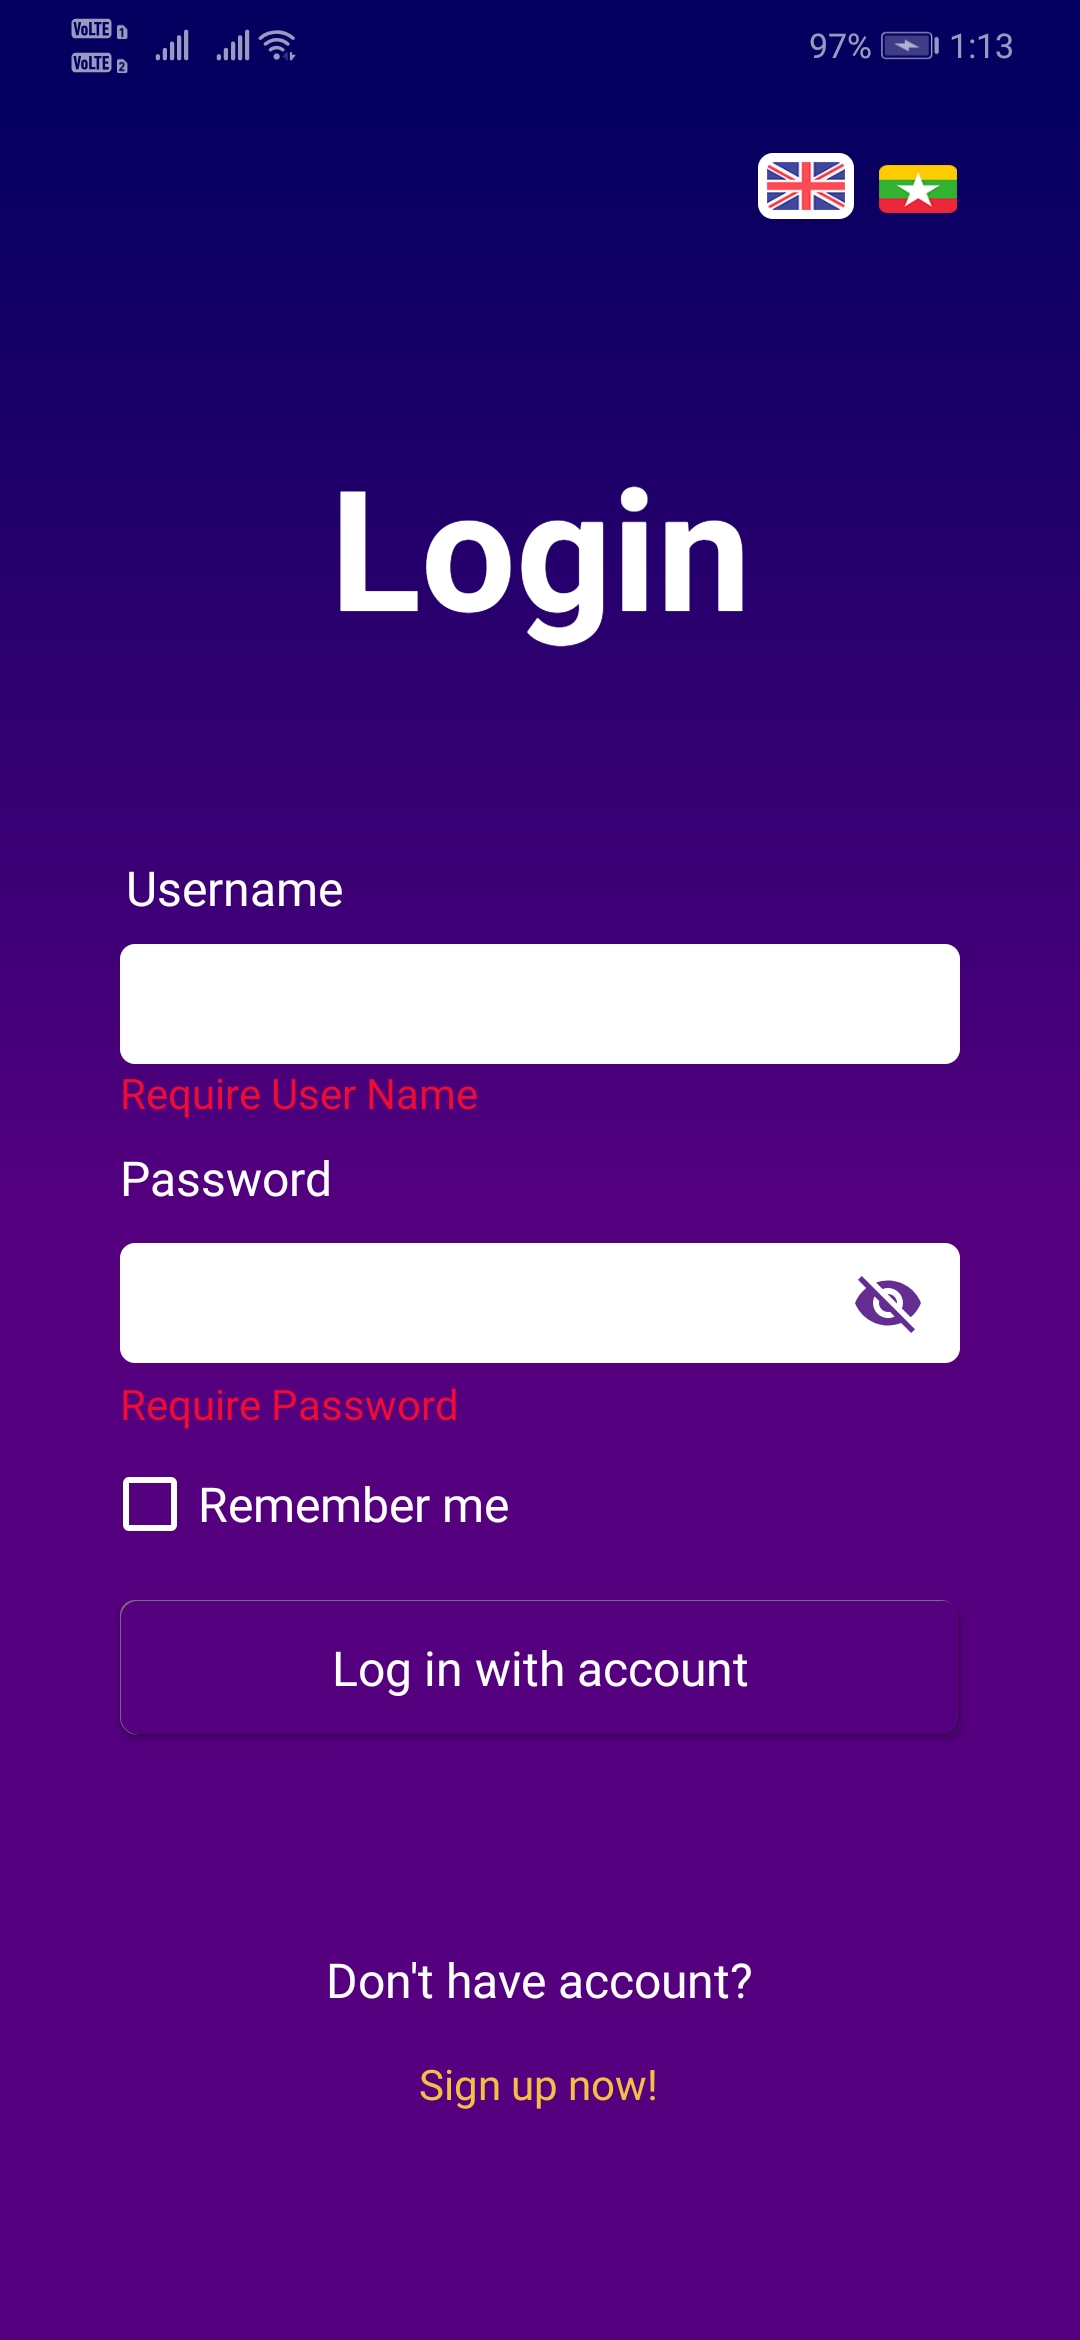 VoLTE 1
VoLTE 2
97% 1:13
Login
Username
Require User Name
Password
Require Password
Remember me
Log in with account
Don't have account?
Sign up now!